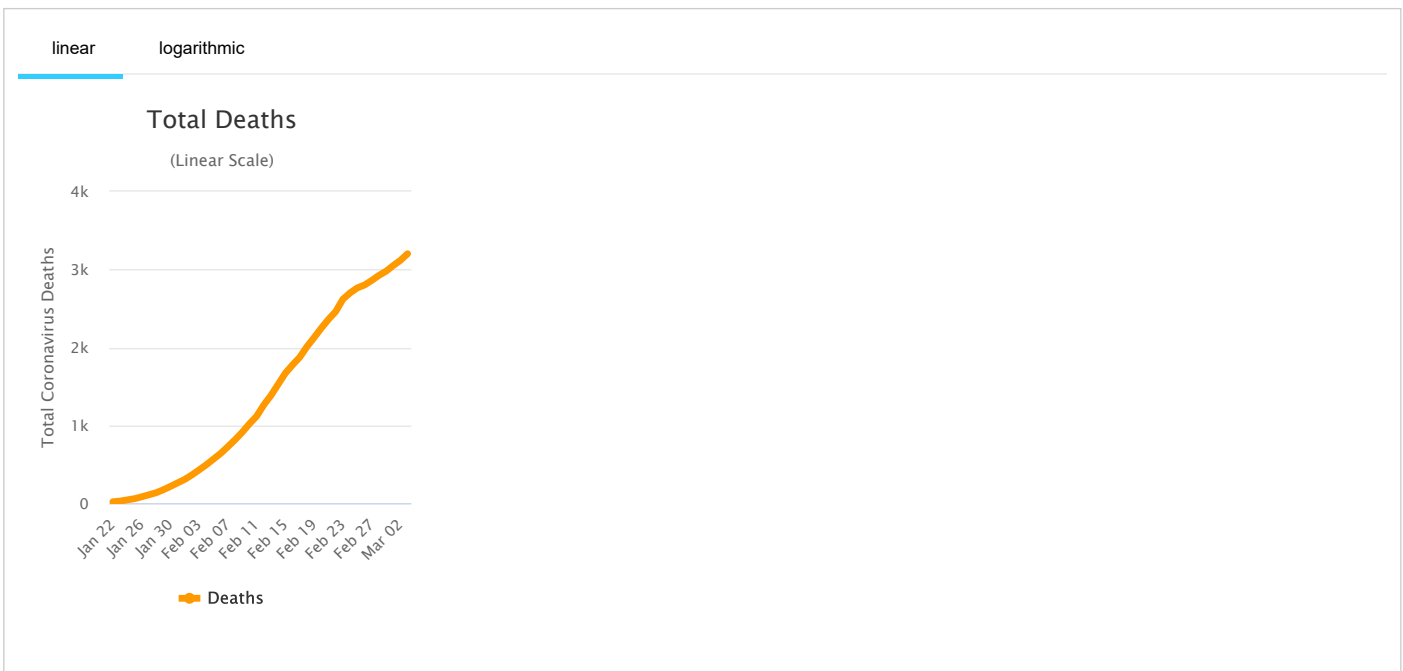 linear logarithmic
Total Deaths
(Linear Scale)
Total Coronavirus Deaths
4k
3k
2k
1k
0
Jan 22
Jan 26
Jan 30
Feb 03
Feb 07
Feb 11
Feb 15
Feb 19
Feb 23
Feb 27
Mar 02
Deaths